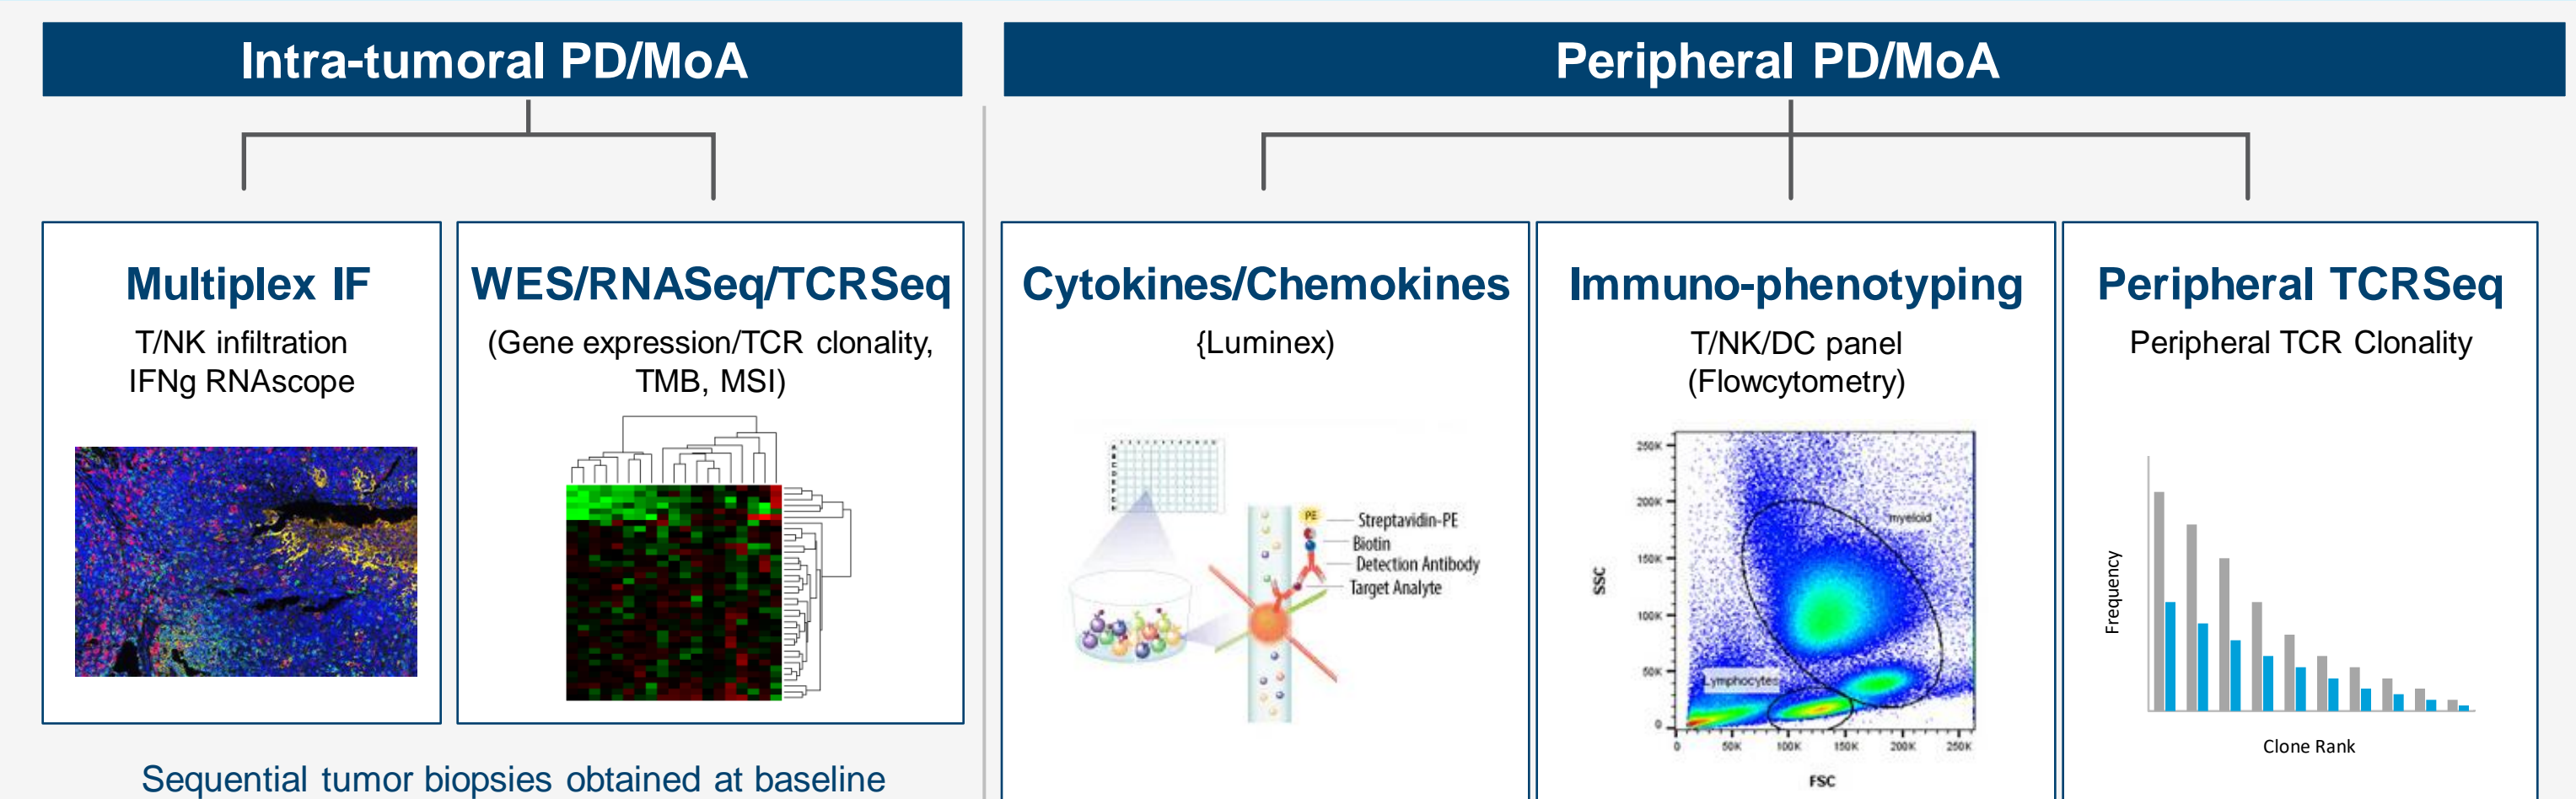 Intra-tumoral PD/MoA
Peripheral PD/MoA
Multiplex IF
T/NK infiltration
IFNg RNAscope
WES/RNASeq/TCRSeq
(Gene expression/TCR clonality,
TMB, MSI)
Sequential tumor biopsies obtained at baseline
Cytokines/Chemokines
{Luminex)
PE
Streptavidin-PE
Biotin
Detection Antibody
Target Analyte
Immuno-phenotyping
T/NK/DC panel
(Flowcytometry)
250K
200K
150K
100K
50K
0
SSC
myeloid
Lymphocytes
0 50K 100K 150K 200K 250K
FSC
Peripheral TCRSeq
Peripheral TCR Clonality
Frequency
Clone Rank